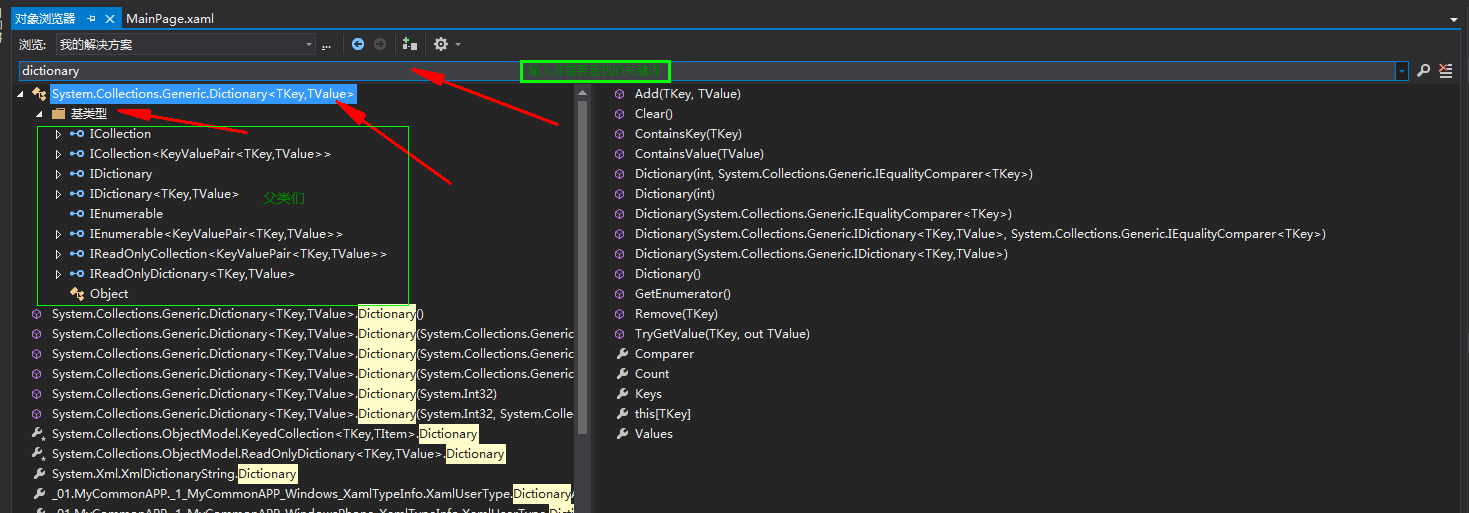 对象浏览器
MainPage.xaml
浏览:
我的解决方案
...
dictionary
System.Collections.Generic.Dictionary<TKey,TValue>
基类型
ICollection
ICollection<KeyValuePair<TKey,TValue>>
IDictionary
IDictionary<TKey,TValue>
父类们
IEnumerable
IEnumerable<KeyValuePair<TKey,TValue>>
IReadOnlyCollection<KeyValuePair<TKey,TValue>>
IReadOnlyDictionary<TKey,TValue>
Object
System.Collections.Generic.Dictionary<TKey,TValue>.Dictionary()
System.Collections.Generic.Dictionary<TKey,TValue>.Dictionary(System.Collections.Generic
System.Collections.Generic.Dictionary<TKey,TValue>.Dictionary(System.Collections.Generic
System.Collections.Generic.Dictionary<TKey,TValue>.Dictionary(System.Collections.Generic
System.Collections.Generic.Dictionary<TKey,TValue>.Dictionary(System.Int32)
System.Collections.Generic.Dictionary<TKey,TValue>.Dictionary(System.Int32, System.Colle
System.Collections.ObjectModel.KeyedCollection<TKey,TItem>.Dictionary
System.Collections.ObjectModel.ReadOnlyDictionary<TKey,TValue>.Dictionary
System.Xml.XmlDictionaryString.Dictionary
_01.MyCommonAPP._1_MyCommonAPP_Windows_XamlTypeInfo.XamlUserType.Dictionary
_01.MyCommonAPP._1_MyCommonAPP_WindowsPhone_XamlTypeInfo.XamlUserType.Dicti
Add(TKey, TValue)
Clear()
ContainsKey(TKey)
ContainsValue(TValue)
Dictionary(int, System.Collections.Generic.IEqualityComparer<TKey>)
Dictionary(int)
Dictionary(System.Collections.Generic.IEqualityComparer<TKey>)
Dictionary(System.Collections.Generic.IDictionary<TKey,TValue>, System.Collections.Generic.IEqualityComparer<TKey>)
Dictionary(System.Collections.Generic.IDictionary<TKey,TValue>)
Dictionary()
GetEnumerator()
Remove(TKey)
TryGetValue(TKey, out TValue)
Comparer
Count
Keys
this[TKey]
Values